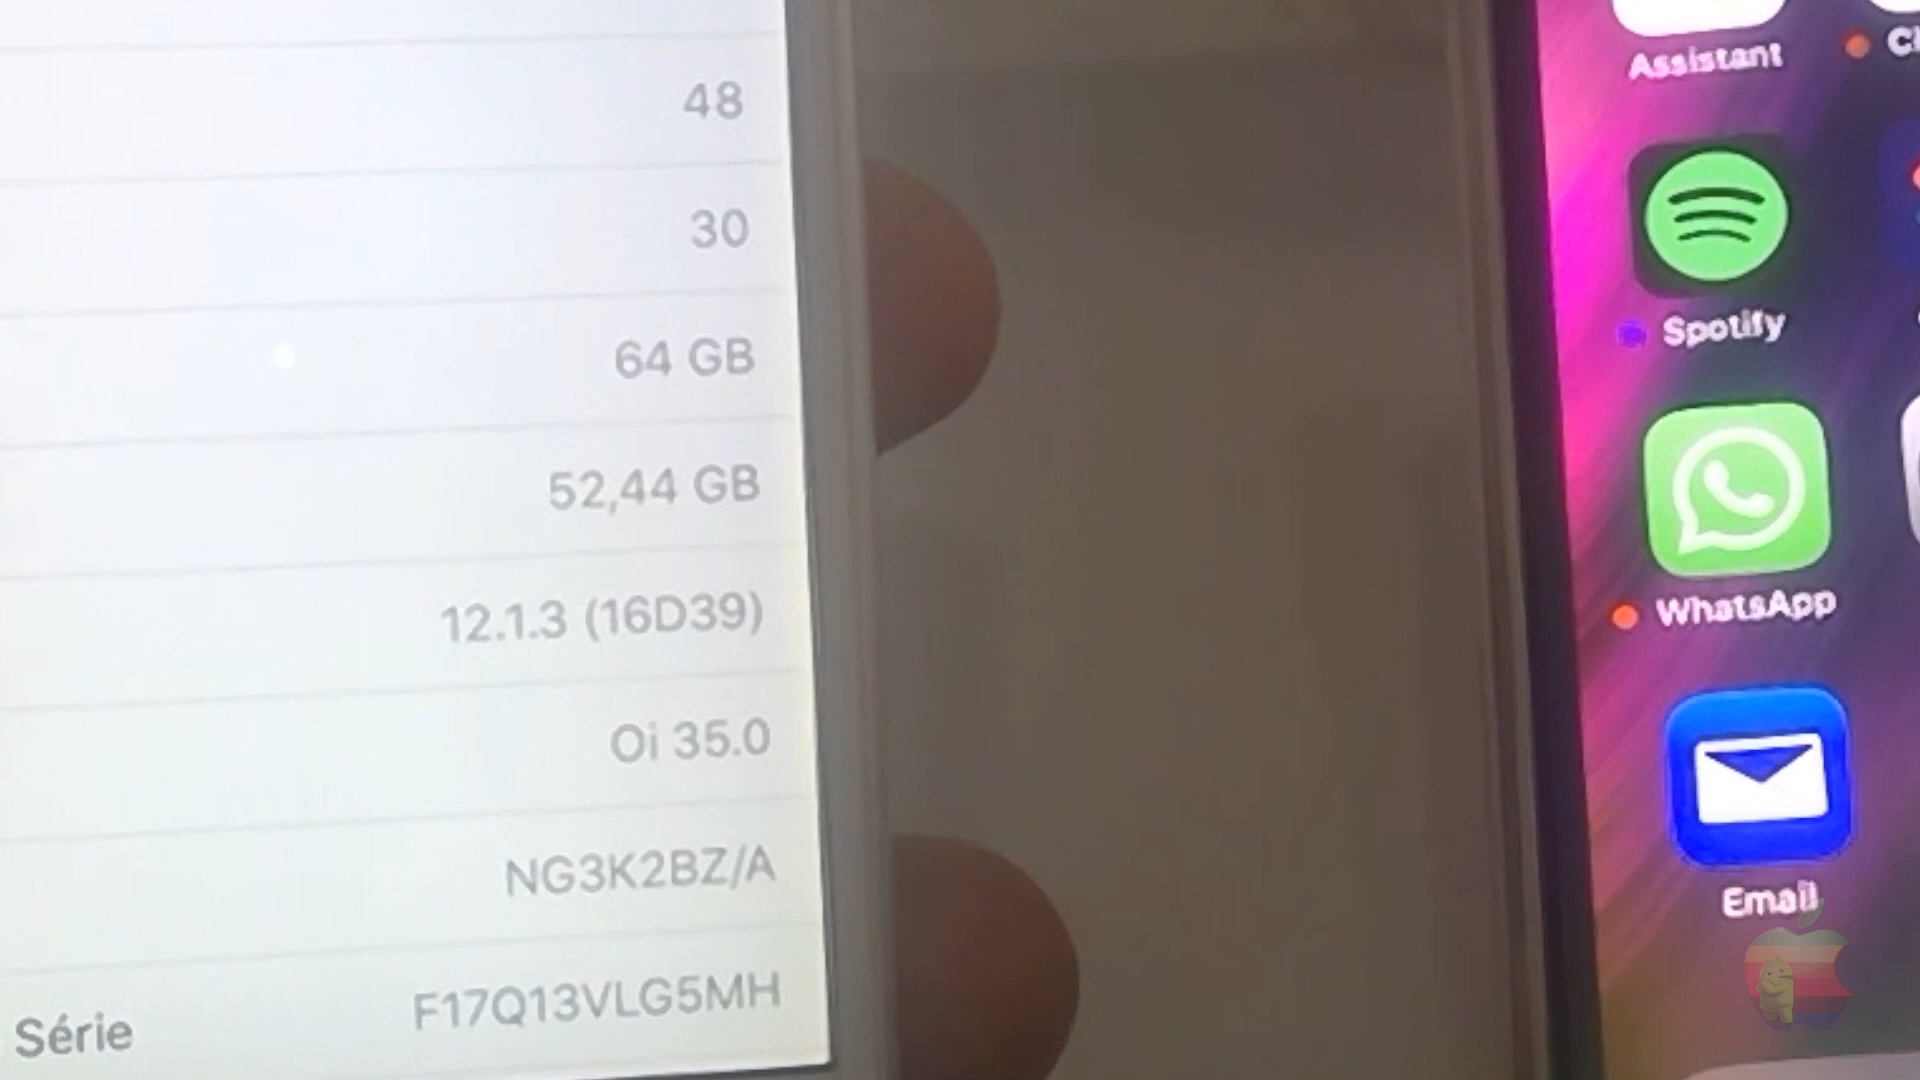 48
30
64 GB
52,44 GB
12.1.3 (16D39)
Oi 35.0
NG3K2BZ/A
Série F17Q13VLG5MH
Assistant
Spotify
WhatsApp
Email